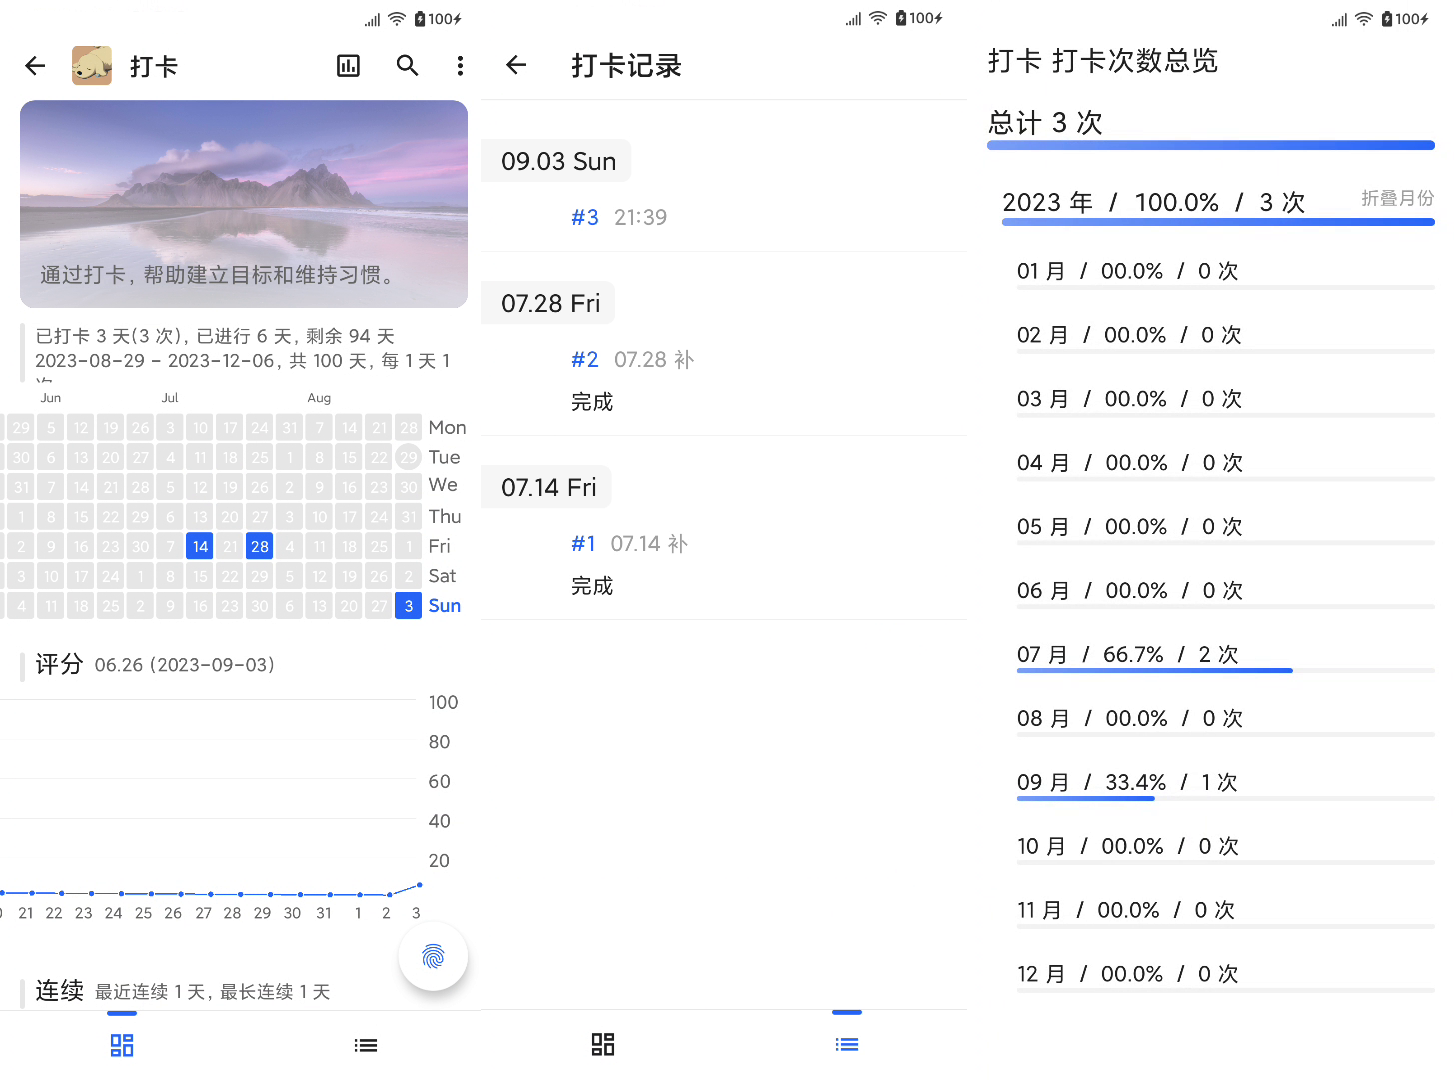 100
打卡
通过打卡, 帮助建立目标和维持习惯。
已打卡 3 天(3 次), 已进行 6 天, 剩余 94 天
2023-08-29 - 2023-12-06, 共 100 天, 每 1 天 1
Jun Jul Aug
29 5 12 19 26 3 10 17 24 31 7 14 21 28 Mon
30 6 13 20 27 4 11 18 25 1 8 15 22 29 Tue
31 7 14 21 28 5 12 19 26 2 9 16 23 30 We
1 8 15 22 29 6 13 20 27 3 10 17 24 31 Thu
2 9 16 23 30 7 14 21 28 4 11 18 25 1 Fri
3 10 17 24 1 8 15 22 29 5 12 19 26 2 Sat
4 11 18 25 2 9 16 23 30 6 13 20 27 3 Sun
评分 06.26 (2023-09-03)
100
80
60
40
20
21 22 23 24 25 26 27 28 29 30 31 1 2 3
连续 最近连续 1 天, 最长连续 1 天
100
打卡记录
09.03 Sun
#3 21:39
07.28 Fri
#2 07.28 补
完成
07.14 Fri
#1 07.14 补
完成
100
打卡 打卡次数总览
总计 3 次
2023 年 / 100.0% / 3 次 折叠月份
01 月 / 00.0% / 0 次
02 月 / 00.0% / 0 次
03 月 / 00.0% / 0 次
04 月 / 00.0% / 0 次
05 月 / 00.0% / 0 次
06 月 / 00.0% / 0 次
07 月 / 66.7% / 2 次
08 月 / 00.0% / 0 次
09 月 / 33.4% / 1 次
10 月 / 00.0% / 0 次
11 月 / 00.0% / 0 次
12 月 / 00.0% / 0 次